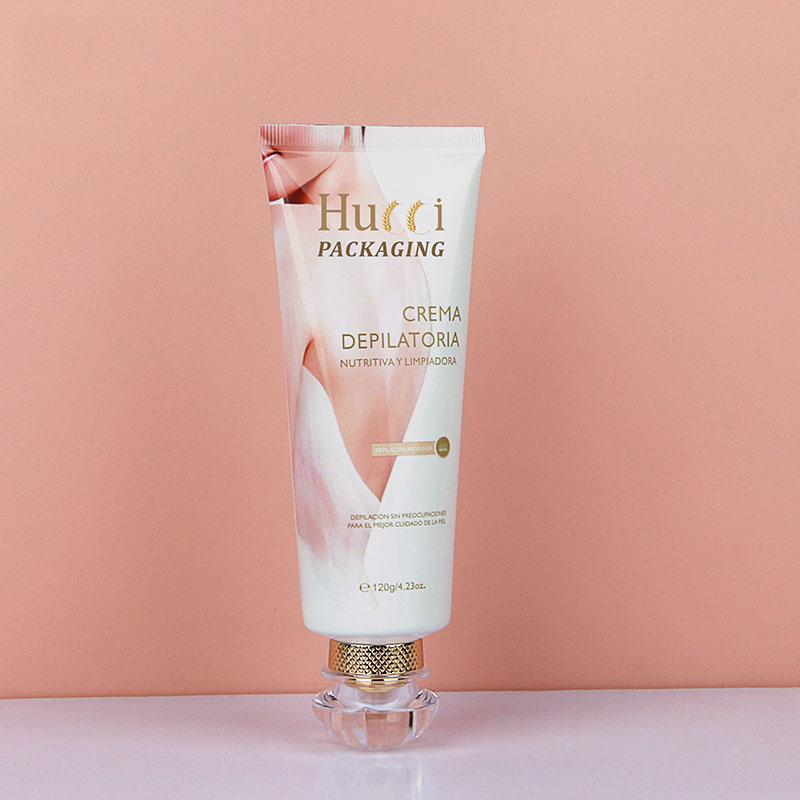 Hucci
PACKAGING
CREMA
DEPILATORIA
NUTRITIVA Y LIMPIADORA
DEPILACIÓN PROFUNDA
DEPILACIÓN SIN PREOCUPACIONES
PARA EL MEJOR CUIDADO DE LA PIEL
℮ 120g/4.23oz.